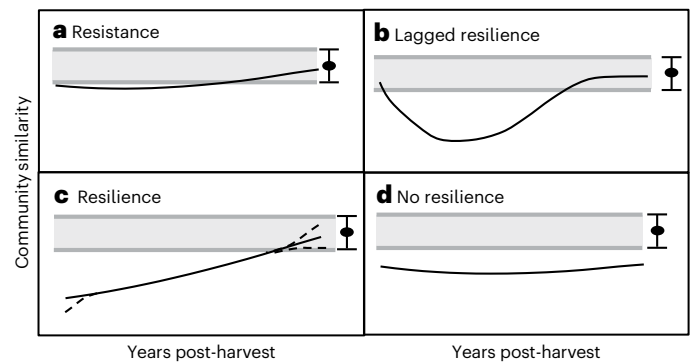 a Resistance
b Lagged resilience
c Resilience
d No resilience
Community similarity
Years post-harvest
Years post-harvest